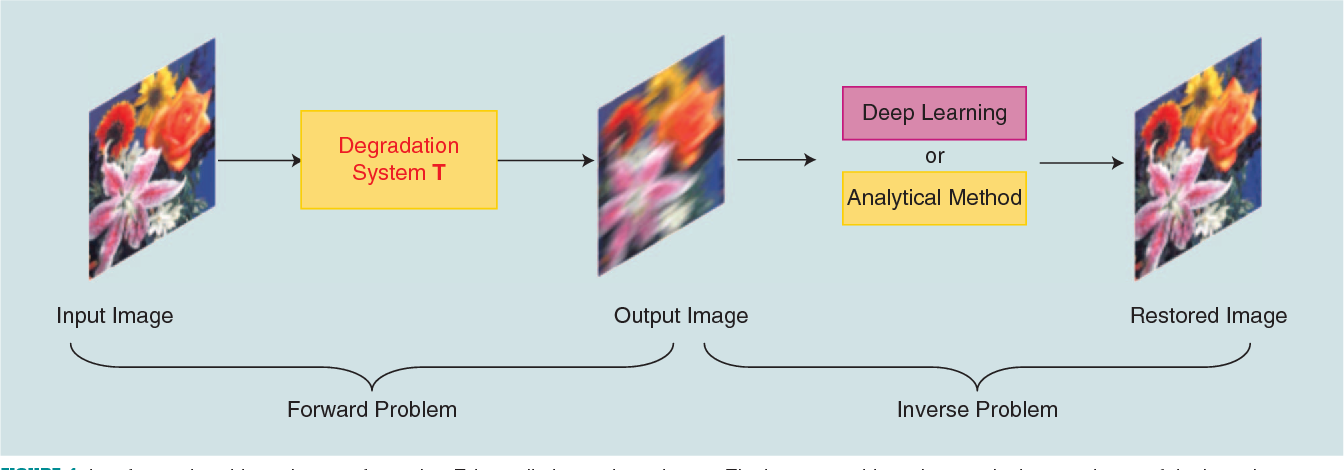 Degradation
System T
Deep Learning
or
Analytical Method
Input Image
Output Image
Restored Image
Forward Problem
Inverse Problem